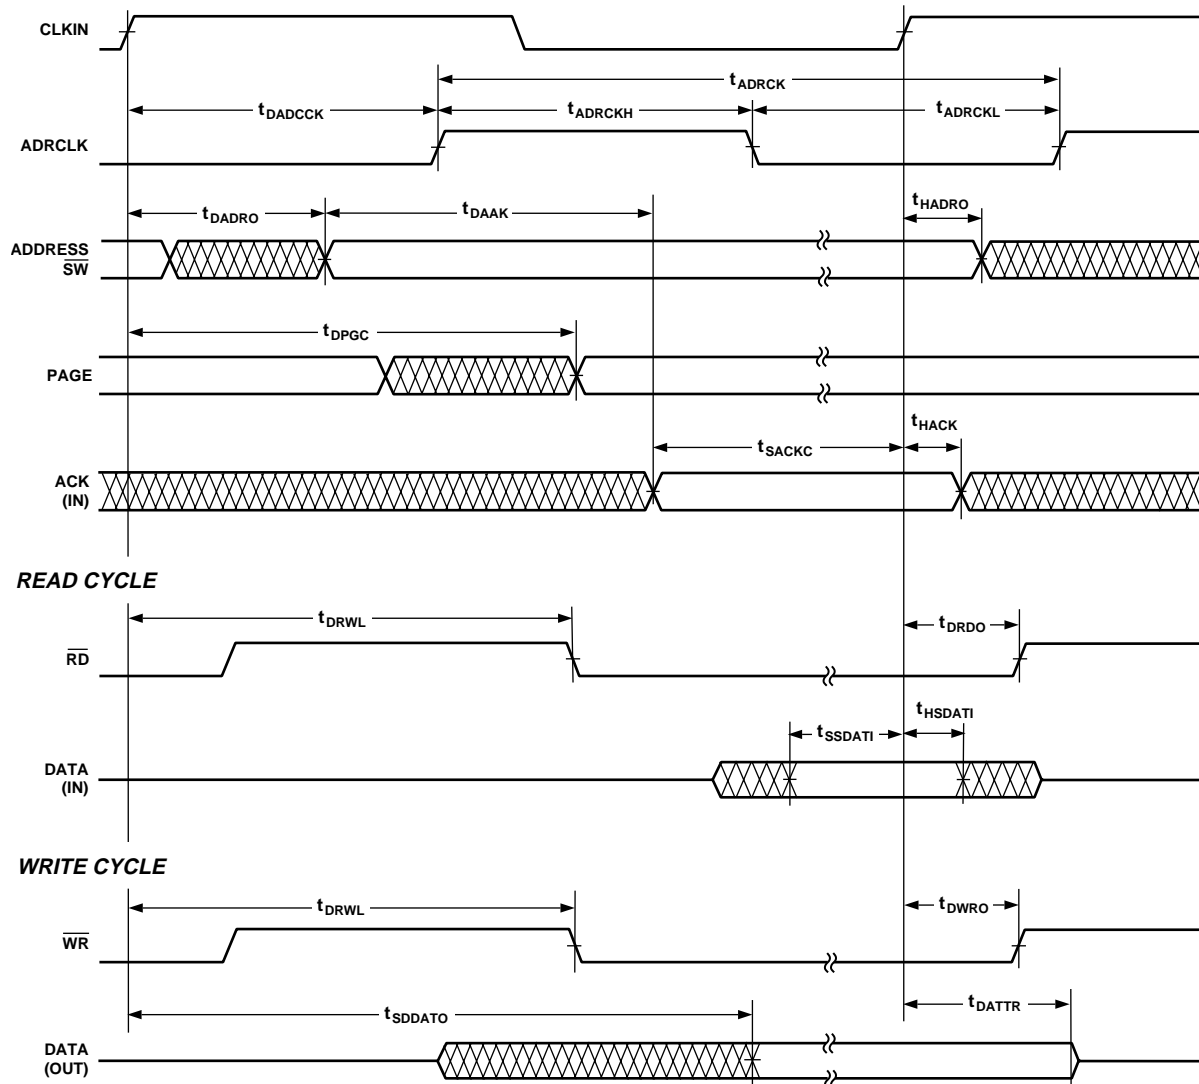 CLKIN
tADRCK
tDADCCK
tADRCKH
tADRCKL
ADRCLK
tDADRO
tDAAK
tHADRO
ADDRESS
SW
tDPGC
PAGE
tHACK
tSACKC
ACK
(IN)
READ CYCLE
tDRWL
tDRDO
RD
tHSDATI
tSSDATI
DATA
(IN)
WRITE CYCLE
tDRWL
tDWRO
WR
tDATTR
tSDDATO
DATA
(OUT)